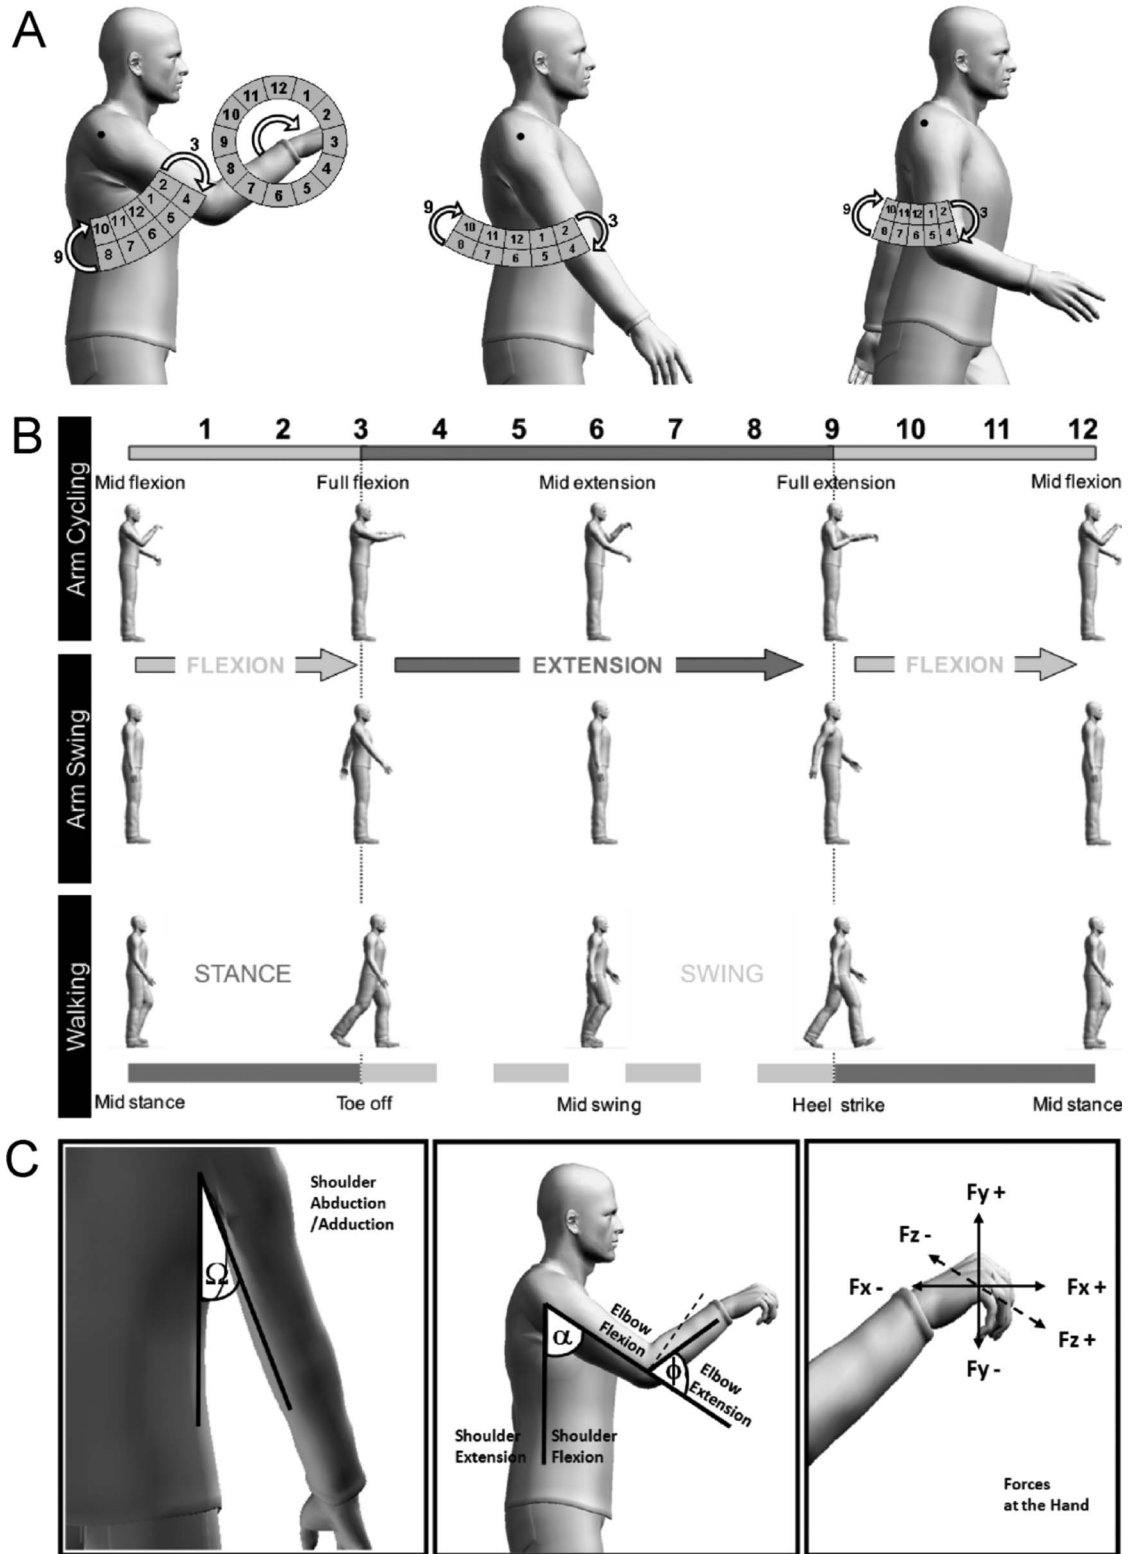 A
12
1
2
3
4
5
6
7
8
9
10
11
3
2
1
12
11
10
4
5
6
7
8
9
9
3
10
11
12
1
2
8
7
6
5
4
9
3
10
11
12
1
2
8
7
6
5
4
B
Arm Cycling
1 2 3 4 5 6 7 8 9 10 11 12
Mid flexion Full flexion Mid extension Full extension Mid flexion
FLEXION EXTENSION FLEXION
Arm Swing
Walking
STANCE SWING
Mid stance Toe off Mid swing Heel strike Mid stance
C
Shoulder
Abduction
/Adduction
Ω
α
Elbow
Flexion
ϕ
Elbow
Extension
Shoulder
Extension
Shoulder
Flexion
Fy +
Fz -
Fx -
Fx +
Fz +
Fy -
Forces
at the Hand